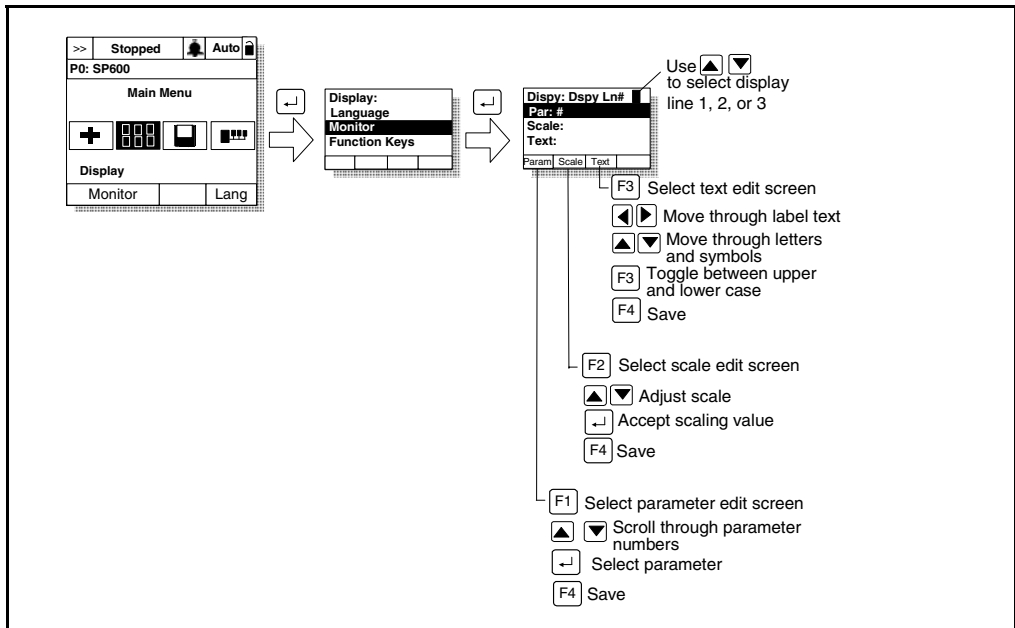 >> Stopped Auto
P0: SP600
Main Menu
Display
Monitor Lang
Display:
Language
Monitor
Function Keys
Dispy: Dspy Ln#
Par: #
Scale:
Text:
Param Scale Text
Use
to select display
line 1, 2, or 3
F3 Select text edit screen
Move through label text
Move through letters
and symbols
F3 Toggle between upper
and lower case
F4 Save
F2 Select scale edit screen
Adjust scale
Accept scaling value
F4 Save
F1 Select parameter edit screen
Scroll through parameter
numbers
Select parameter
F4 Save